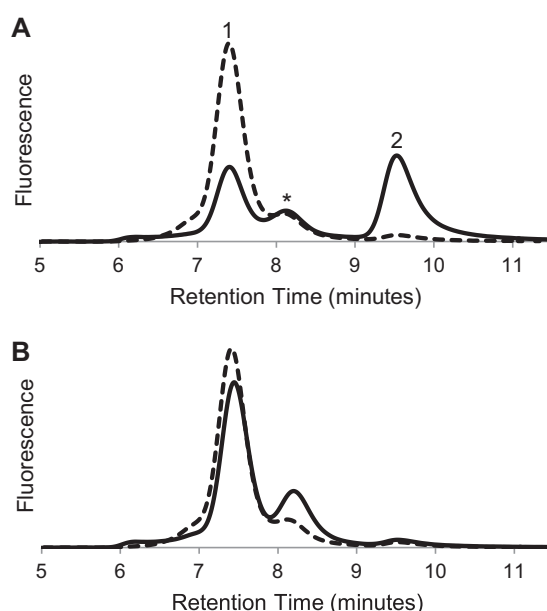 A
1
2
*
Fluorescence
5 6 7 8 9 10 11
Retention Time (minutes)
B
Fluorescence
5 6 7 8 9 10 11
Retention Time (minutes)